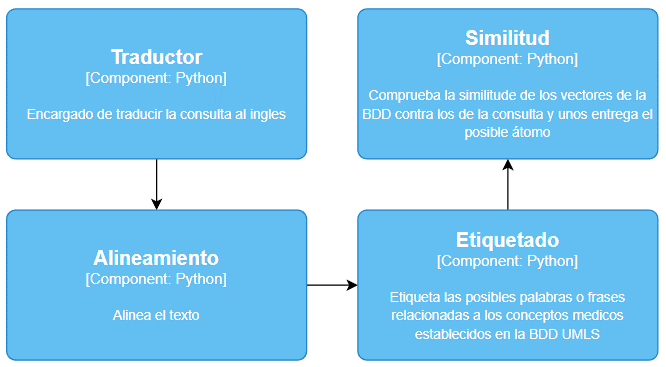 Traductor
[Component: Python]
Encargado de traducir la consulta al ingles
Similitud
[Component: Python]
Comprueba la similitude de los vectores de la
BDD contra los de la consulta y unos entrega el
posible átomo
Alineamiento
[Component: Python]
Alinea el texto
Etiquetado
[Component: Python]
Etiqueta las posibles palabras o frases
relacionadas a los conceptos medicos
establecidos en la BDD UMLS